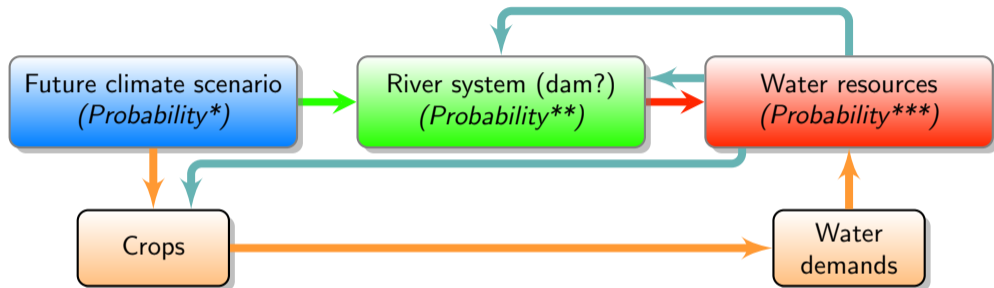 Future climate scenario
(Probability*)
River system (dam?)
(Probability**)
Water resources
(Probability***)
Crops
Water
demands